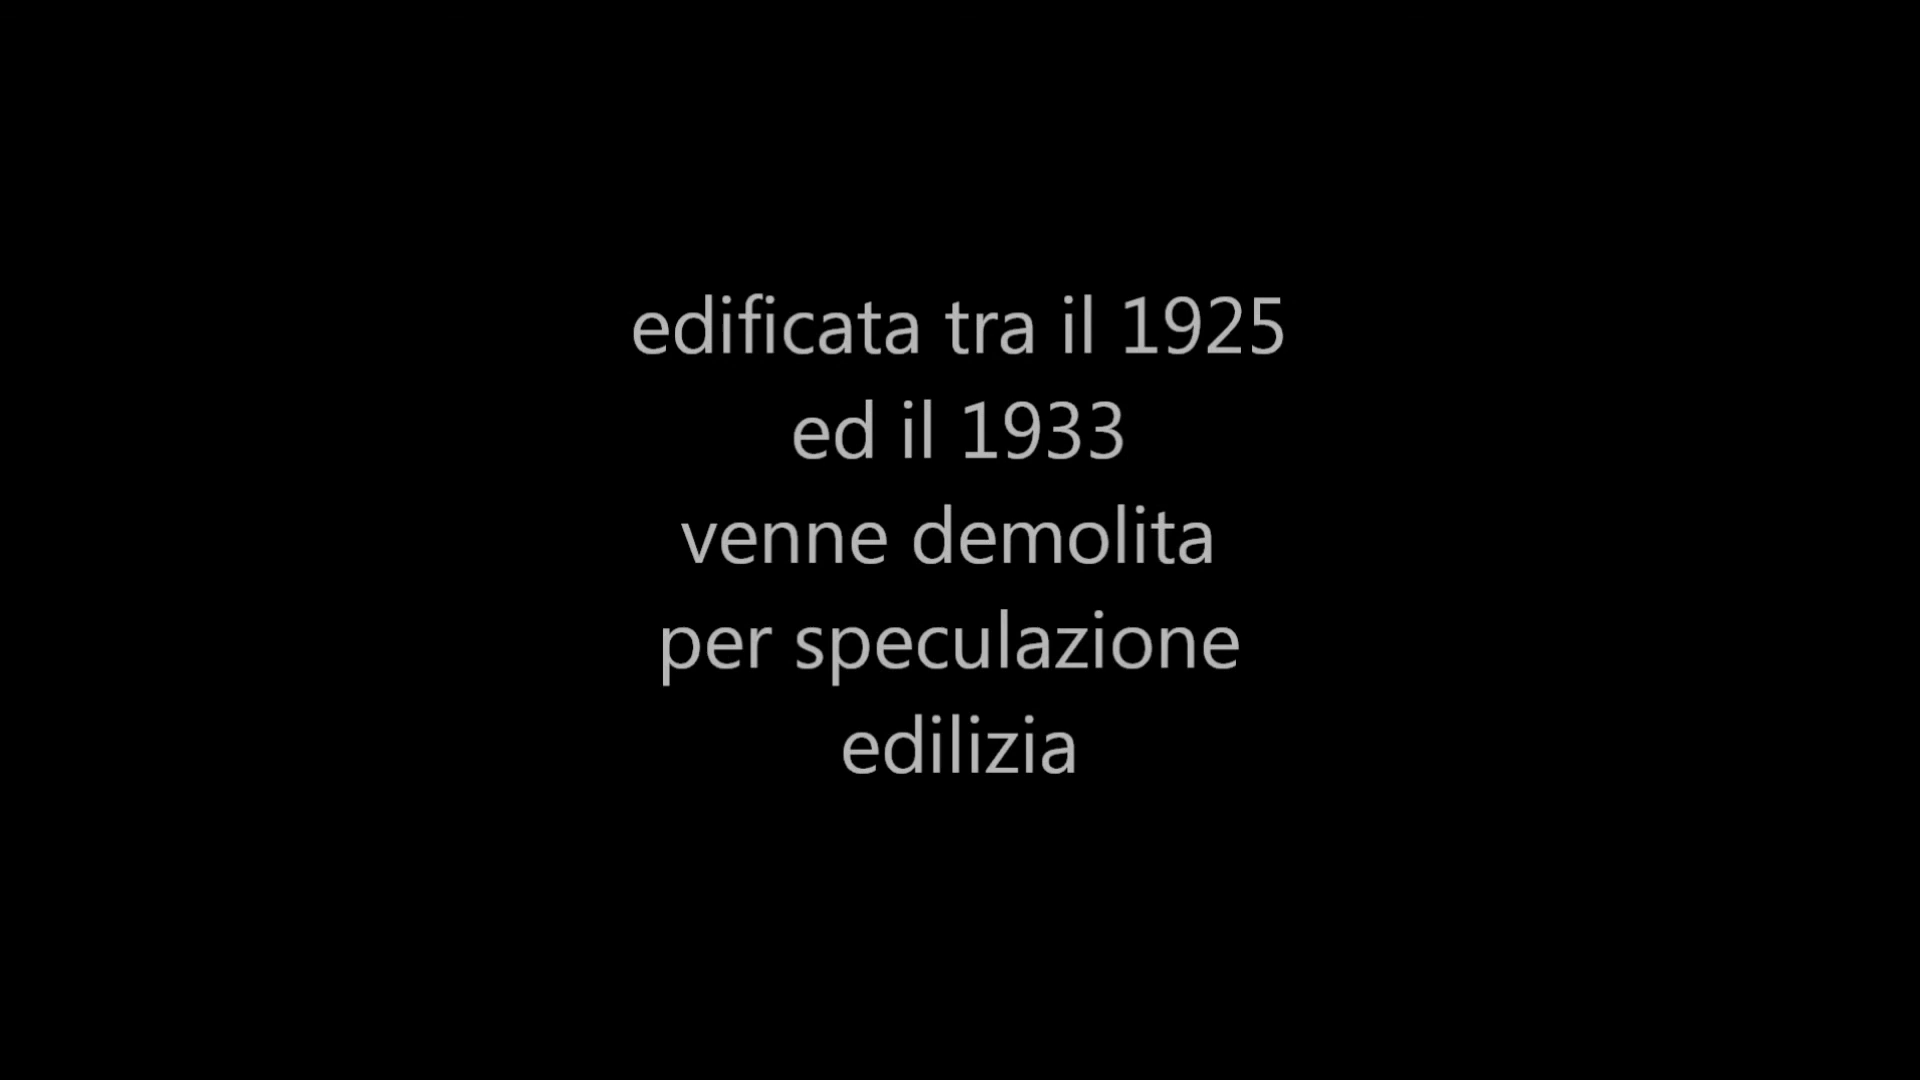 edificata tra il 1925
ed il 1933
venne demolita
per speculazione
edilizia